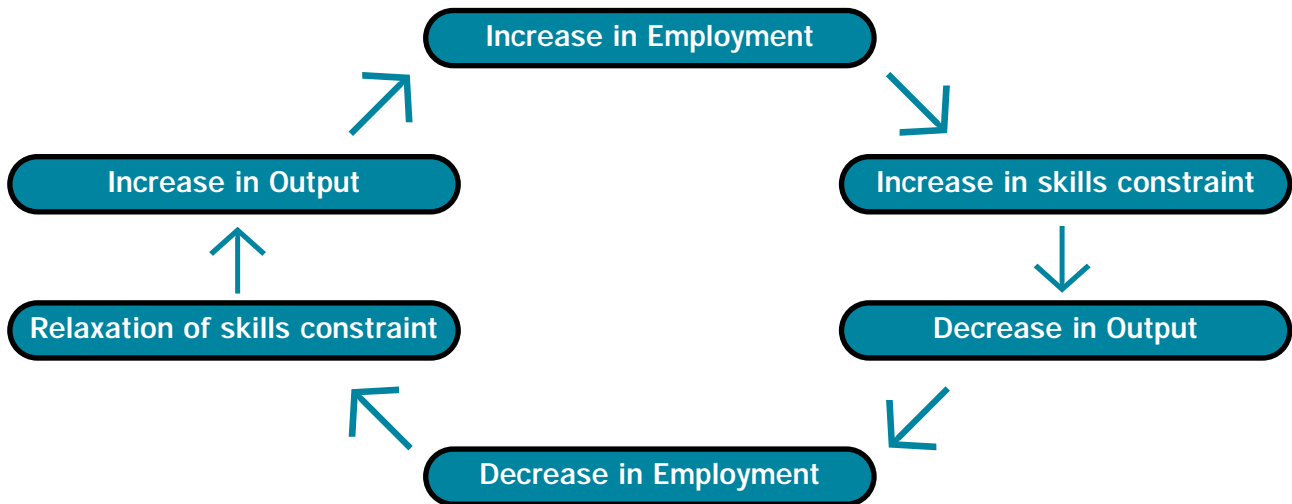 Increase in Employment
Increase in Output
Increase in skills constraint
Relaxation of skills constraint
Decrease in Output
Decrease in Employment